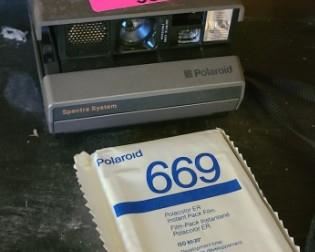 Polaroid
Spectra System
Polaroid
669
Polacolor ER
Instant Pack Film
Film-Pack Instantané
Polacolor ER